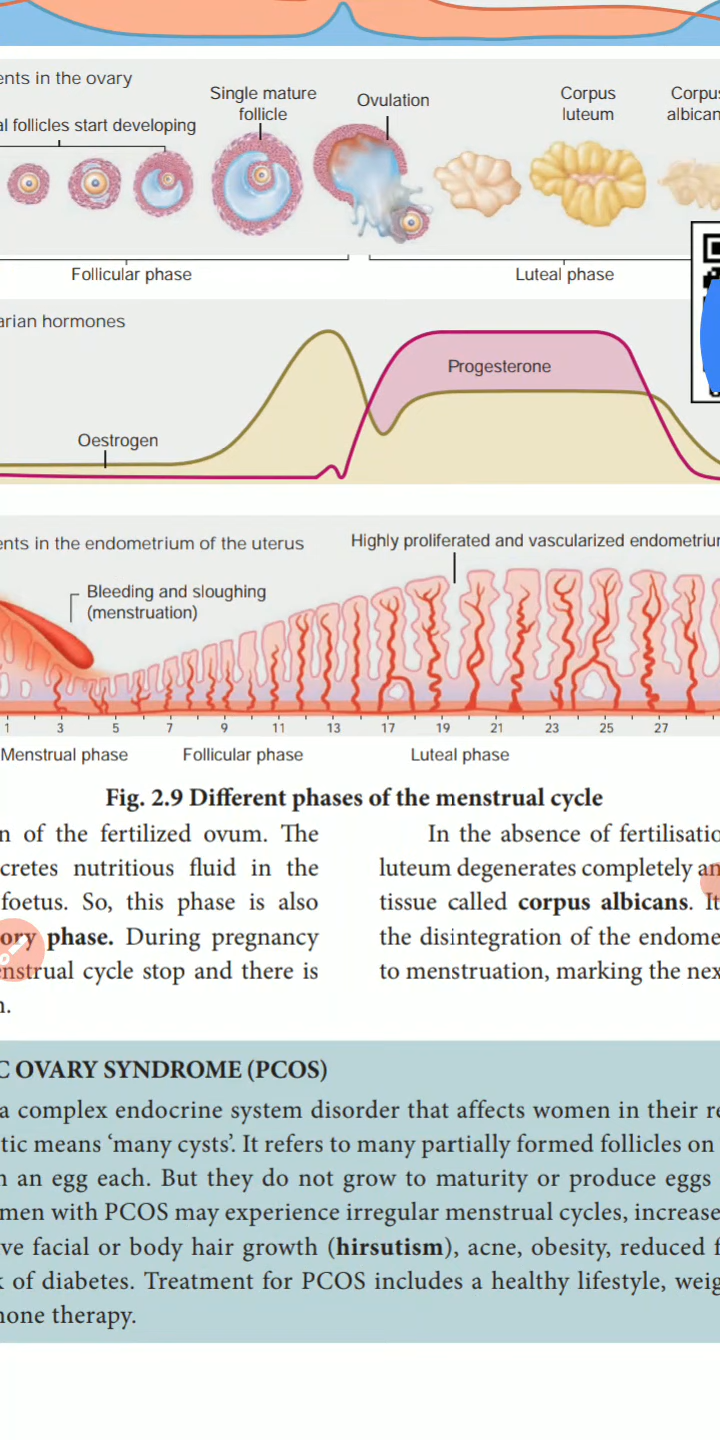 ents in the ovary
Single mature
follicle
Ovulation
Corpus
luteum
Corpus
albican
al follicles start developing
Follicular phase
Luteal phase
arian hormones
Progesterone
Oestrogen
ents in the endometrium of the uterus
Highly proliferated and vascularized endometriu
Bleeding and sloughing
(menstruation)
1 3 5 7 9 11 13 17 19 21 23 25 27
Menstrual phase
Follicular phase
Luteal phase
Fig. 2.9 Different phases of the menstrual cycle
n of the fertilized ovum. The
cretes nutritious fluid in the
foetus. So, this phase is also
ory phase. During pregnancy
enstrual cycle stop and there is
n.
In the absence of fertilisatio
luteum degenerates completely an
tissue called corpus albicans. It
the disintegration of the endome
to menstruation, marking the nex
C OVARY SYNDROME (PCOS)
a complex endocrine system disorder that affects women in their re
tic means ‘many cysts’. It refers to many partially formed follicles on
n an egg each. But they do not grow to maturity or produce eggs
men with PCOS may experience irregular menstrual cycles, increase
ve facial or body hair growth (hirsutism), acne, obesity, reduced f
k of diabetes. Treatment for PCOS includes a healthy lifestyle, weig
none therapy.